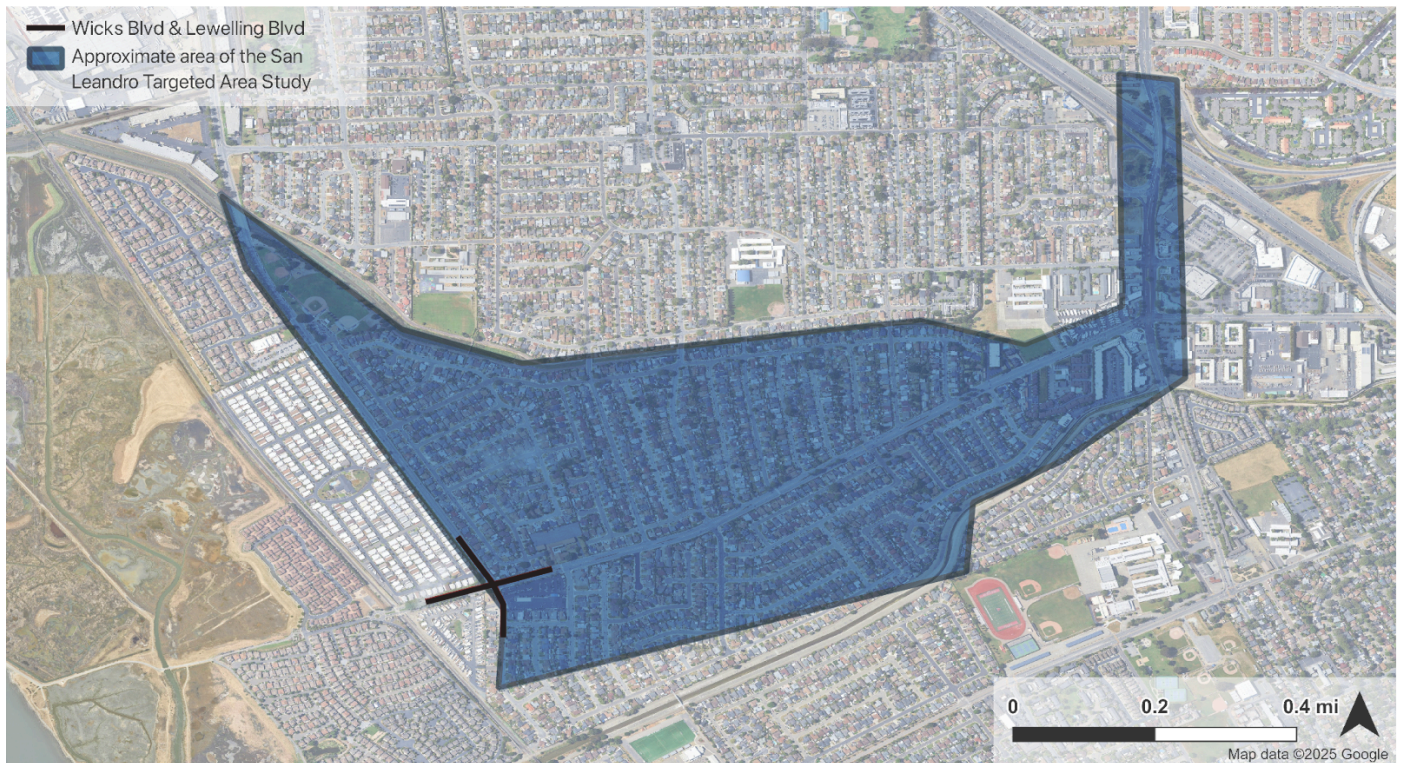 Wicks Blvd & Lewelling Blvd
Approximate area of the San
Leandro Targeted Area Study
0 0.2 0.4 mi
Map data ©2025 Google